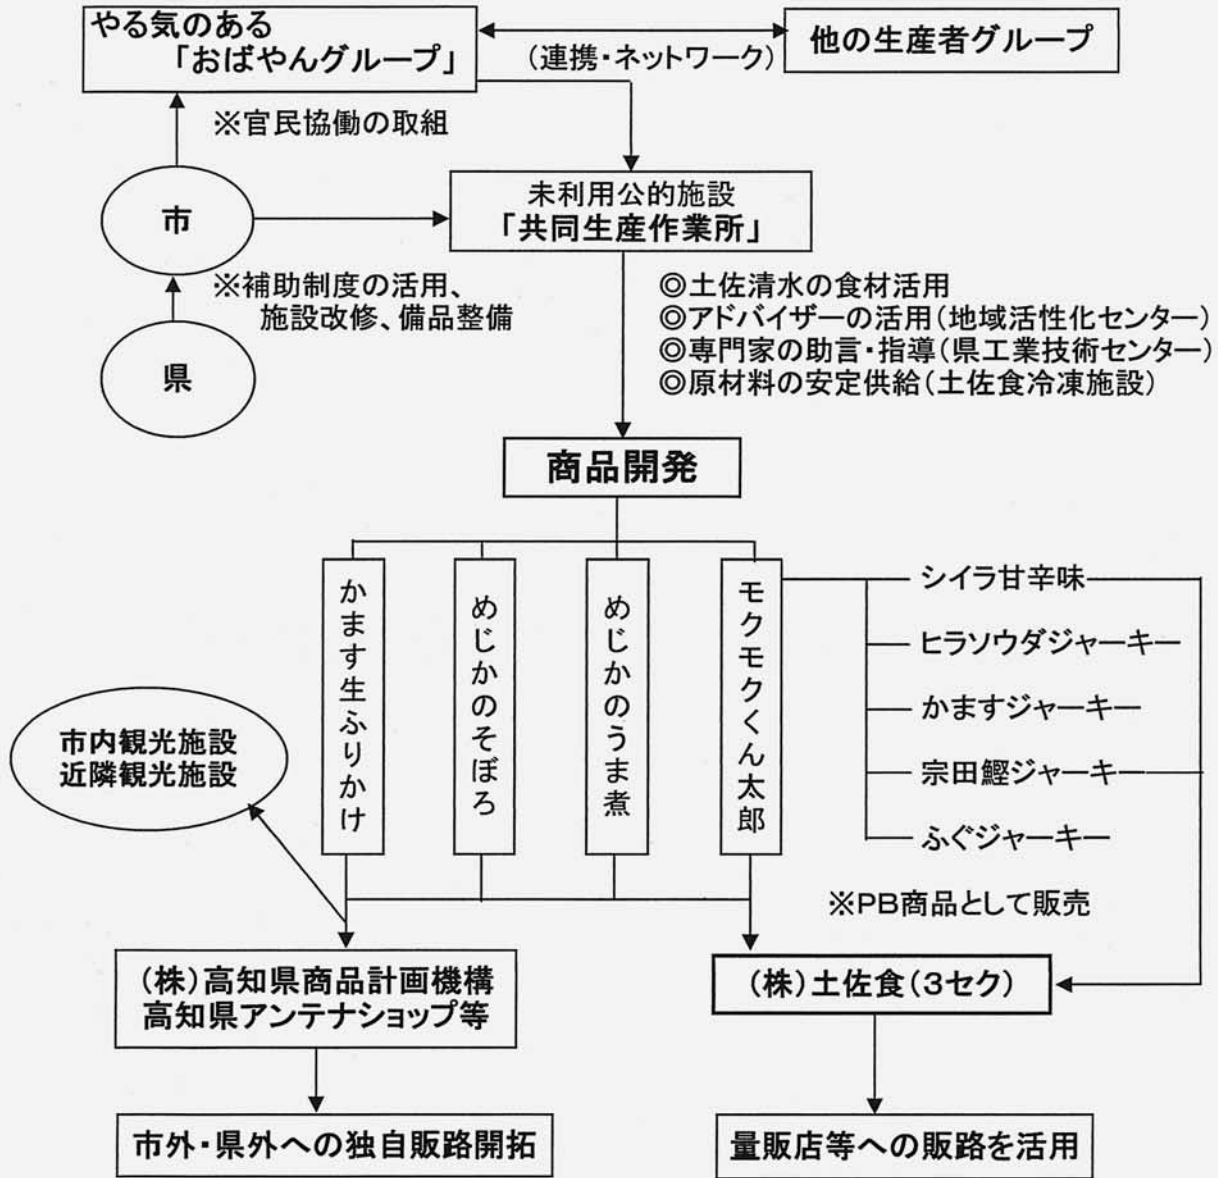 やる気のある
「おばやんグループ」
(連携・ネットワーク)
他の生産者グループ
※官民協働の取組
市
未利用公的施設
「共同生産作業所」
※補助制度の活用、
施設改修、備品整備
県
◎土佐清水の食材活用
◎アドバイザーの活用(地域活性化センター)
◎専門家の助言・指導(県工業技術センター)
◎原材料の安定供給(土佐食冷凍施設)
商品開発
かます生ふりかけ
めじかのそぼろ
めじかのうま煮
モクモクくん太郎
シイラ甘辛味
ヒラソウダジャーキー
かますジャーキー
宗田鰹ジャーキー
ふぐジャーキー
市内観光施設
近隣観光施設
※PB商品として販売
(株)高知県商品計画機構
高知県アンテナショップ等
(株)土佐食(3セク)
市外・県外への独自販路開拓
量販店等への販路を活用